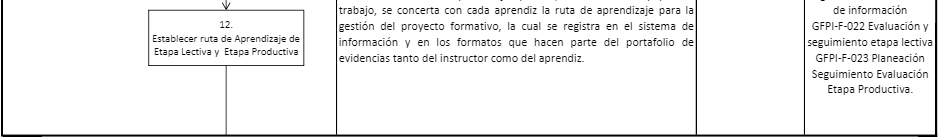 12.
Establecer ruta de Aprendizaje de
Etapa Lectiva y Etapa Productiva
trabajo, se concerta con cada aprendiz la ruta de aprendizaje para la
gestión del proyecto formativo, la cual se registra en el sistema de
información y en los formatos que hacen parte del portafolio de
evidencias tanto del instructor como del aprendiz.
de información
GFPI-F-022 Evaluación y
seguimiento etapa lectiva
GFPI-F-023 Planeación
Seguimiento Evaluación
Etapa Productiva.